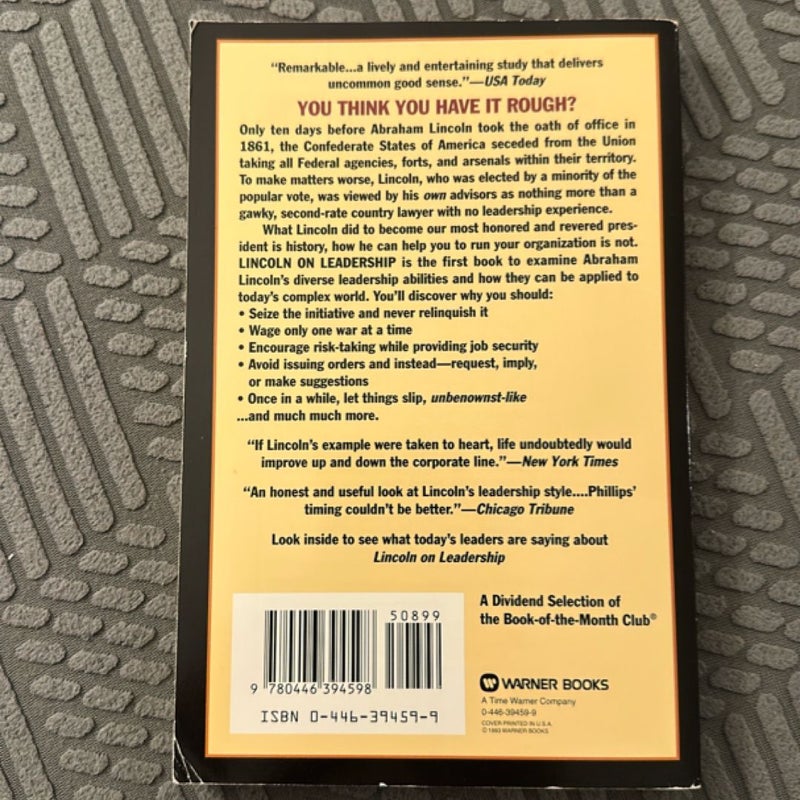 “Remarkable...a lively and entertaining study that delivers
uncommon good sense.”—USA Today
YOU THINK YOU HAVE IT ROUGH?
Only ten days before Abraham Lincoln took the oath of office in
1861, the Confederate States of America seceded from the Union
taking all Federal agencies, forts, and arsenals within their territory.
To make matters worse, Lincoln, who was elected by a minority of the
popular vote, was viewed by his own advisors as nothing more than a
gawky, second-rate country lawyer with no leadership experience.
What Lincoln did to become our most honored and revered pres-
ident is history, how he can help you to run your organization is not.
LINCOLN ON LEADERSHIP is the first book to examine Abraham
Lincoln’s diverse leadership abilities and how they can be applied to
today’s complex world. You’ll discover why you should:
• Seize the initiative and never relinquish it
• Wage only one war at a time
• Encourage risk-taking while providing job security
• Avoid issuing orders and instead—request, imply,
or make suggestions
• Once in a while, let things slip, unbenownst-like
...and much much more.
“If Lincoln’s example were taken to heart, life undoubtedly would
improve up and down the corporate line.”—New York Times
“An honest and useful look at Lincoln’s leadership style....Phillips’
timing couldn’t be better.”—Chicago Tribune
Look inside to see what today’s leaders are saying about
Lincoln on Leadership
50899
9 780446 394598
ISBN 0-446-39459-9
A Dividend Selection of
the Book-of-the-Month Club®
WARNER BOOKS
A Time Warner Company
0-446-39459-9
COVER PRINTED IN U.S.A.
© 1993 WARNER BOOKS